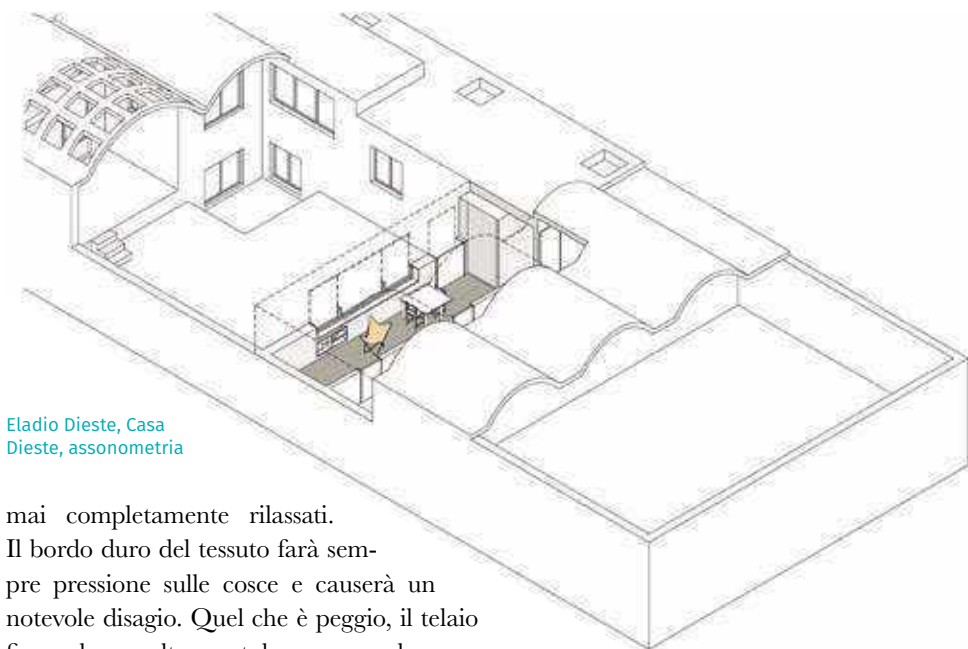 Eladio Dieste, Casa
Dieste, assonometria
mai completamente rilassati.
Il bordo duro del tessuto farà sem-
pre pressione sulle cosce e causerà un
notevole disagio. Quel che è peggio, il telaio